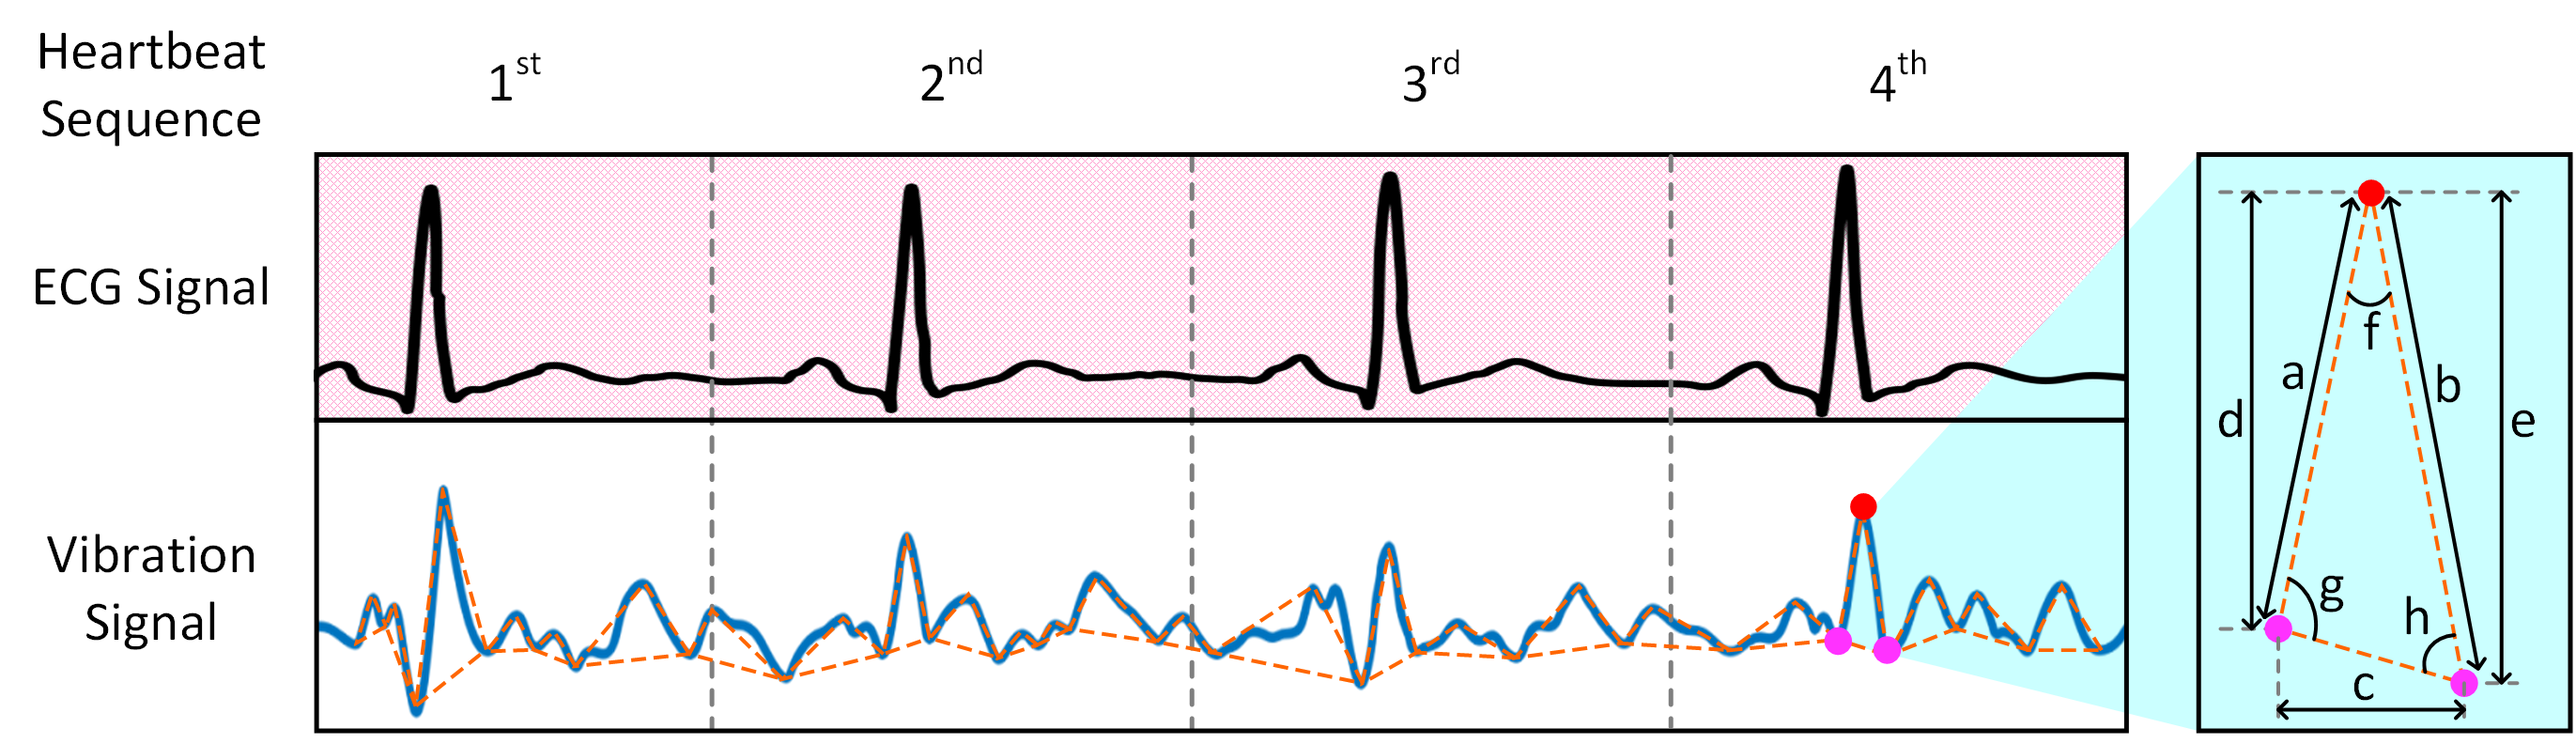 Heartbeat
Sequence
1st
2nd
3rd
4th
ECG Signal
Vibration
Signal
f
a
b
d
e
g
h
c